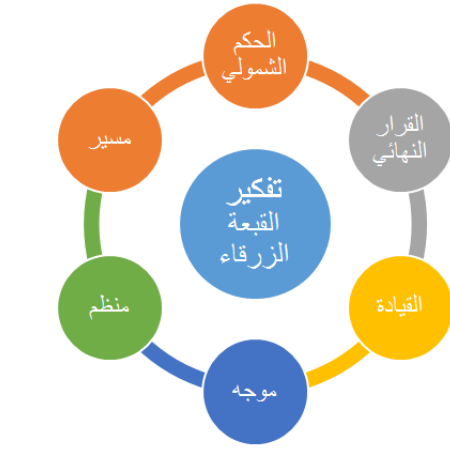 الحكم
الشمولي
القرار
النهائي
مسير
تفكير
القبعة
الزرقاء
القيادة
منظم
موجه